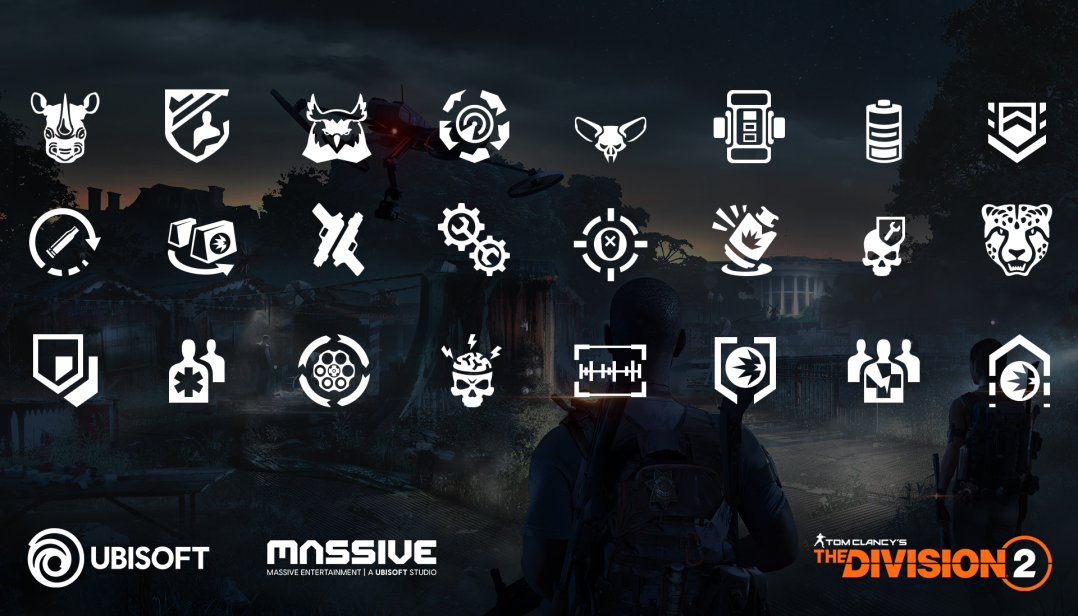 UBISOFT
MASSIVE
MASSIVE ENTERTAINMENT | A UBISOFT STUDIO
TOM CLANCY'S
THE DIVISION 2